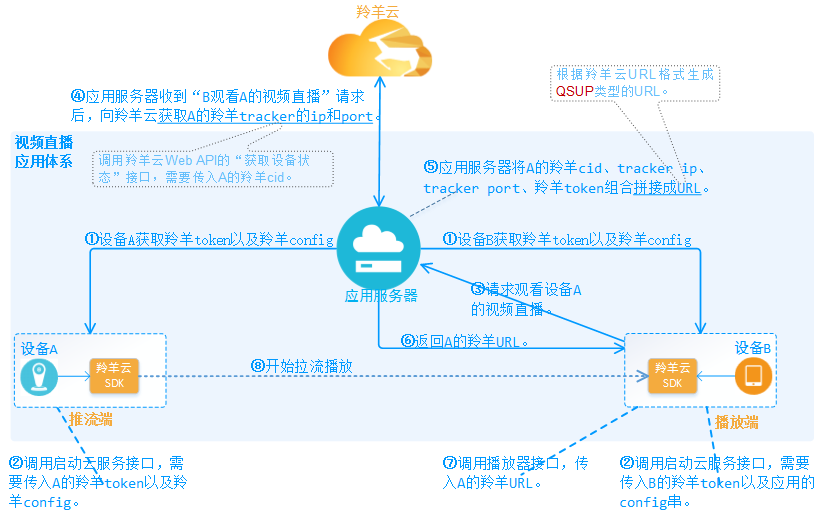 羚羊云
④应用服务器收到“B观看A的视频直播”请求
后，向羚羊云获取A的羚羊tracker的ip和port。
根据羚羊云URL格式生成
QSUP类型的URL。
视频直播
应用体系
调用羚羊云Web API的“获取设备状
态”接口，需要传入A的羚羊cid。
⑤应用服务器将A的羚羊cid、tracker ip、
tracker port、羚羊token组合拼接成URL。
①设备A获取羚羊token以及羚羊config
①设备B获取羚羊token以及羚羊config
应用服务器
③请求观看设备A
的视频直播。
⑥返回A的羚羊URL。
设备A
羚羊云
SDK
⑧开始拉流播放
羚羊云
SDK
设备B
推流端
播放端
②调用启动云服务接口，需
要传入A的羚羊token以及羚
羊config。
⑦调用播放器接口，传
入A的羚羊URL。
②调用启动云服务接口，需要
传入B的羚羊token以及应用的
config串。